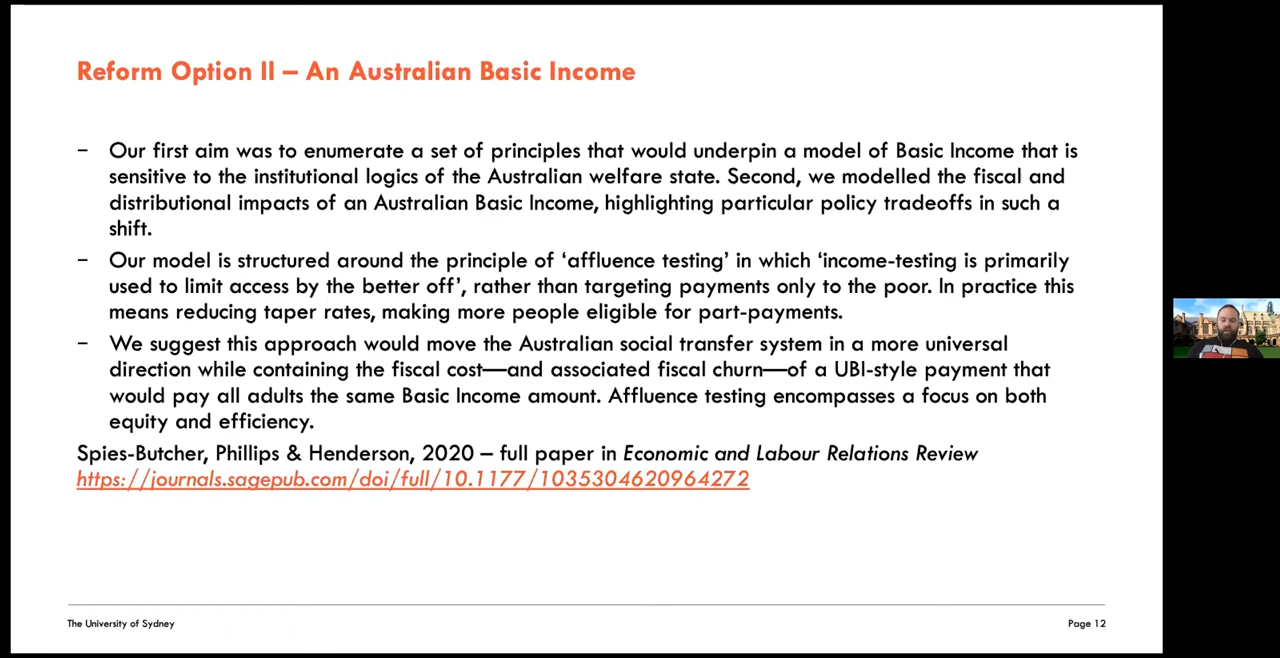 Reform Option II – An Australian Basic Income
– Our first aim was to enumerate a set of principles that would underpin a model of Basic Income that is
sensitive to the institutional logics of the Australian welfare state. Second, we modelled the fiscal and
distributional impacts of an Australian Basic Income, highlighting particular policy tradeoffs in such a
shift.
– Our model is structured around the principle of ‘affluence testing’ in which ‘income-testing is primarily
used to limit access by the better off’, rather than targeting payments only to the poor. In practice this
means reducing taper rates, making more people eligible for part-payments.
– We suggest this approach would move the Australian social transfer system in a more universal
direction while containing the fiscal cost—and associated fiscal churn—of a UBI-style payment that
would pay all adults the same Basic Income amount. Affluence testing encompasses a focus on both
equity and efficiency.
Spies-Butcher, Phillips & Henderson, 2020 – full paper in Economic and Labour Relations Review
https://journals.sagepub.com/doi/full/10.1177/1035304620964272
The University of Sydney
Page 12